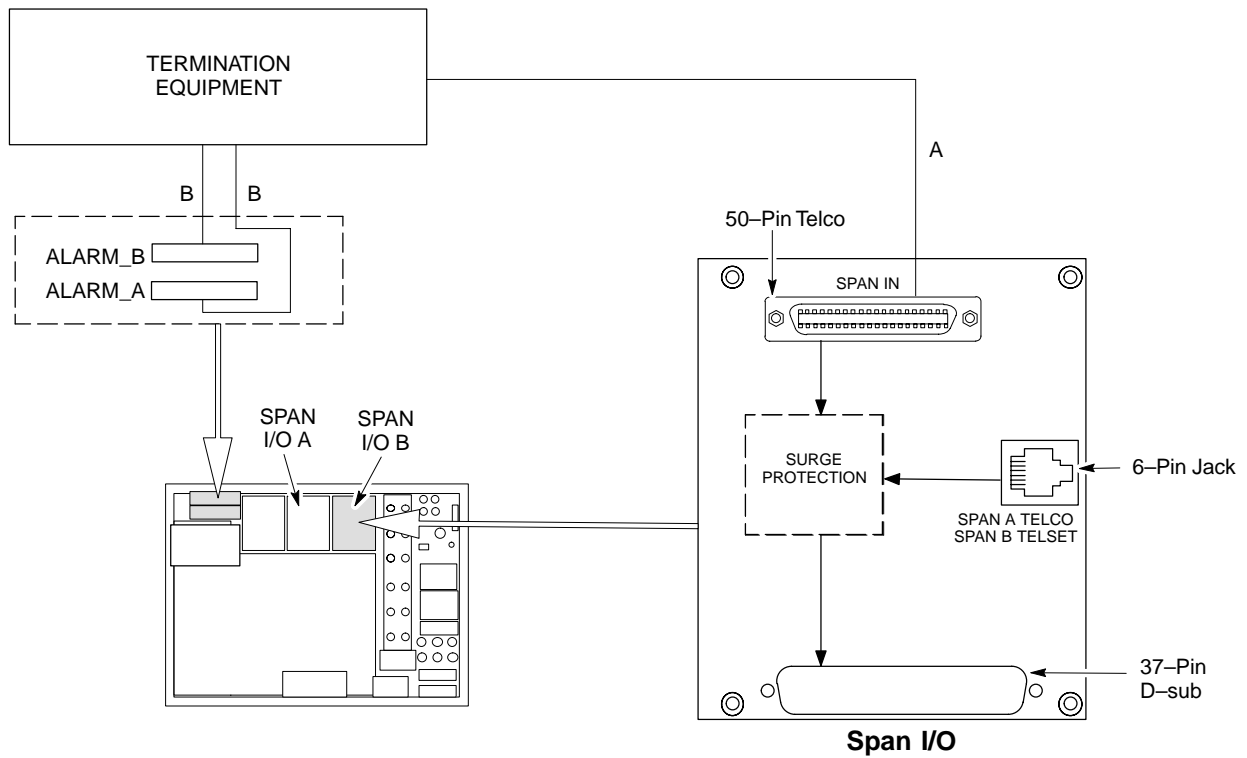 TERMINATION
EQUIPMENT
A
B
B
ALARM_B
ALARM_A
50–Pin Telco
SPAN IN
SPAN
I/O A
SPAN
I/O B
SURGE
PROTECTION
6–Pin Jack
SPAN A TELCO
SPAN B TELSET
37–Pin
D–sub
Span I/O